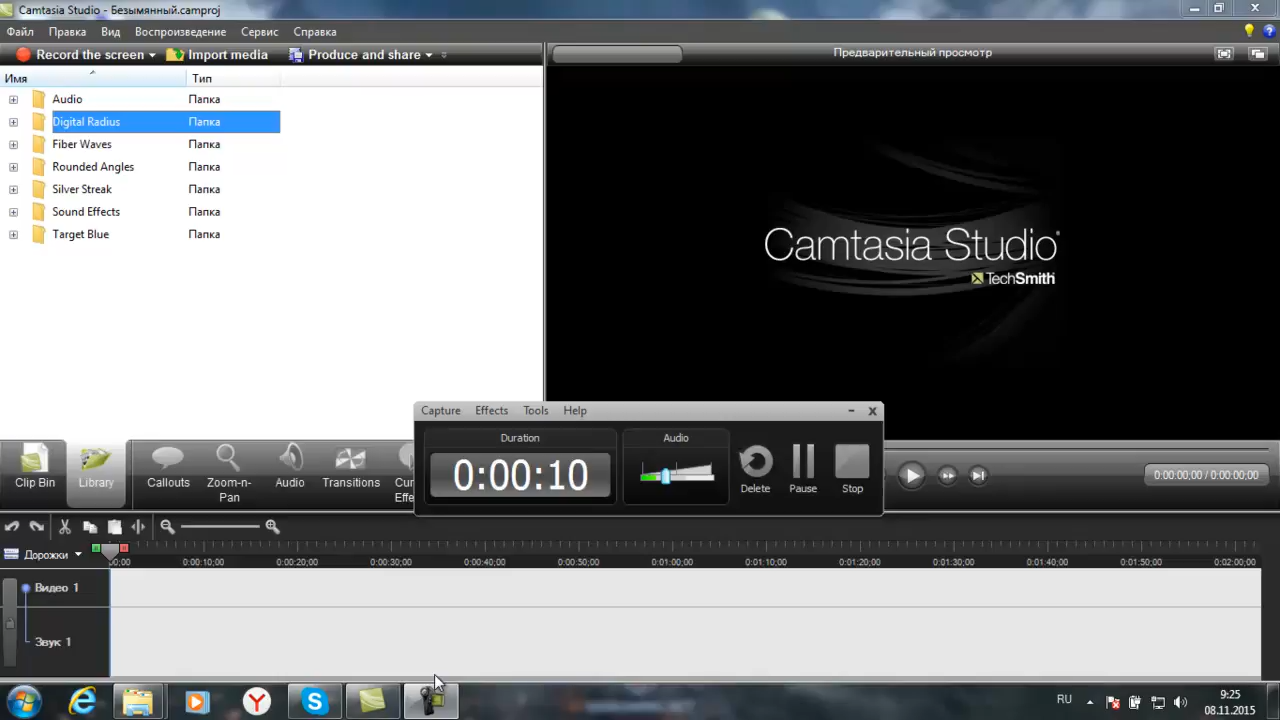 Camtasia Studio - Безымянный.camproj
Файл Правка Вид Воспроизведение Сервис Справка
Record the screen Import media Produce and share
Предварительный просмотр
Имя Тип
Audio Папка
Digital Radius Папка
Fiber Waves Папка
Rounded Angles Папка
Silver Streak Папка
Sound Effects Папка
Target Blue Папка
Camtasia Studio
TechSmith
Capture Effects Tools Help
Duration Audio
0:00:10
Delete Pause Stop
Clip Bin Library Callouts Zoom-n-Pan Audio Transitions Cur
Effe
0:00:00;00 / 0:00:00;00
Дорожки
00;00 0:00:10;00 0:00:20;00 0:00:30;00 0:00:40;00 0:00:50;00 0:01:00;00 0:01:10;00 0:01:20;00 0:01:30;00 0:01:40;00 0:01:50;00 0:02:00;00
Видео 1
Звук 1
RU
9:25
08.11.2015